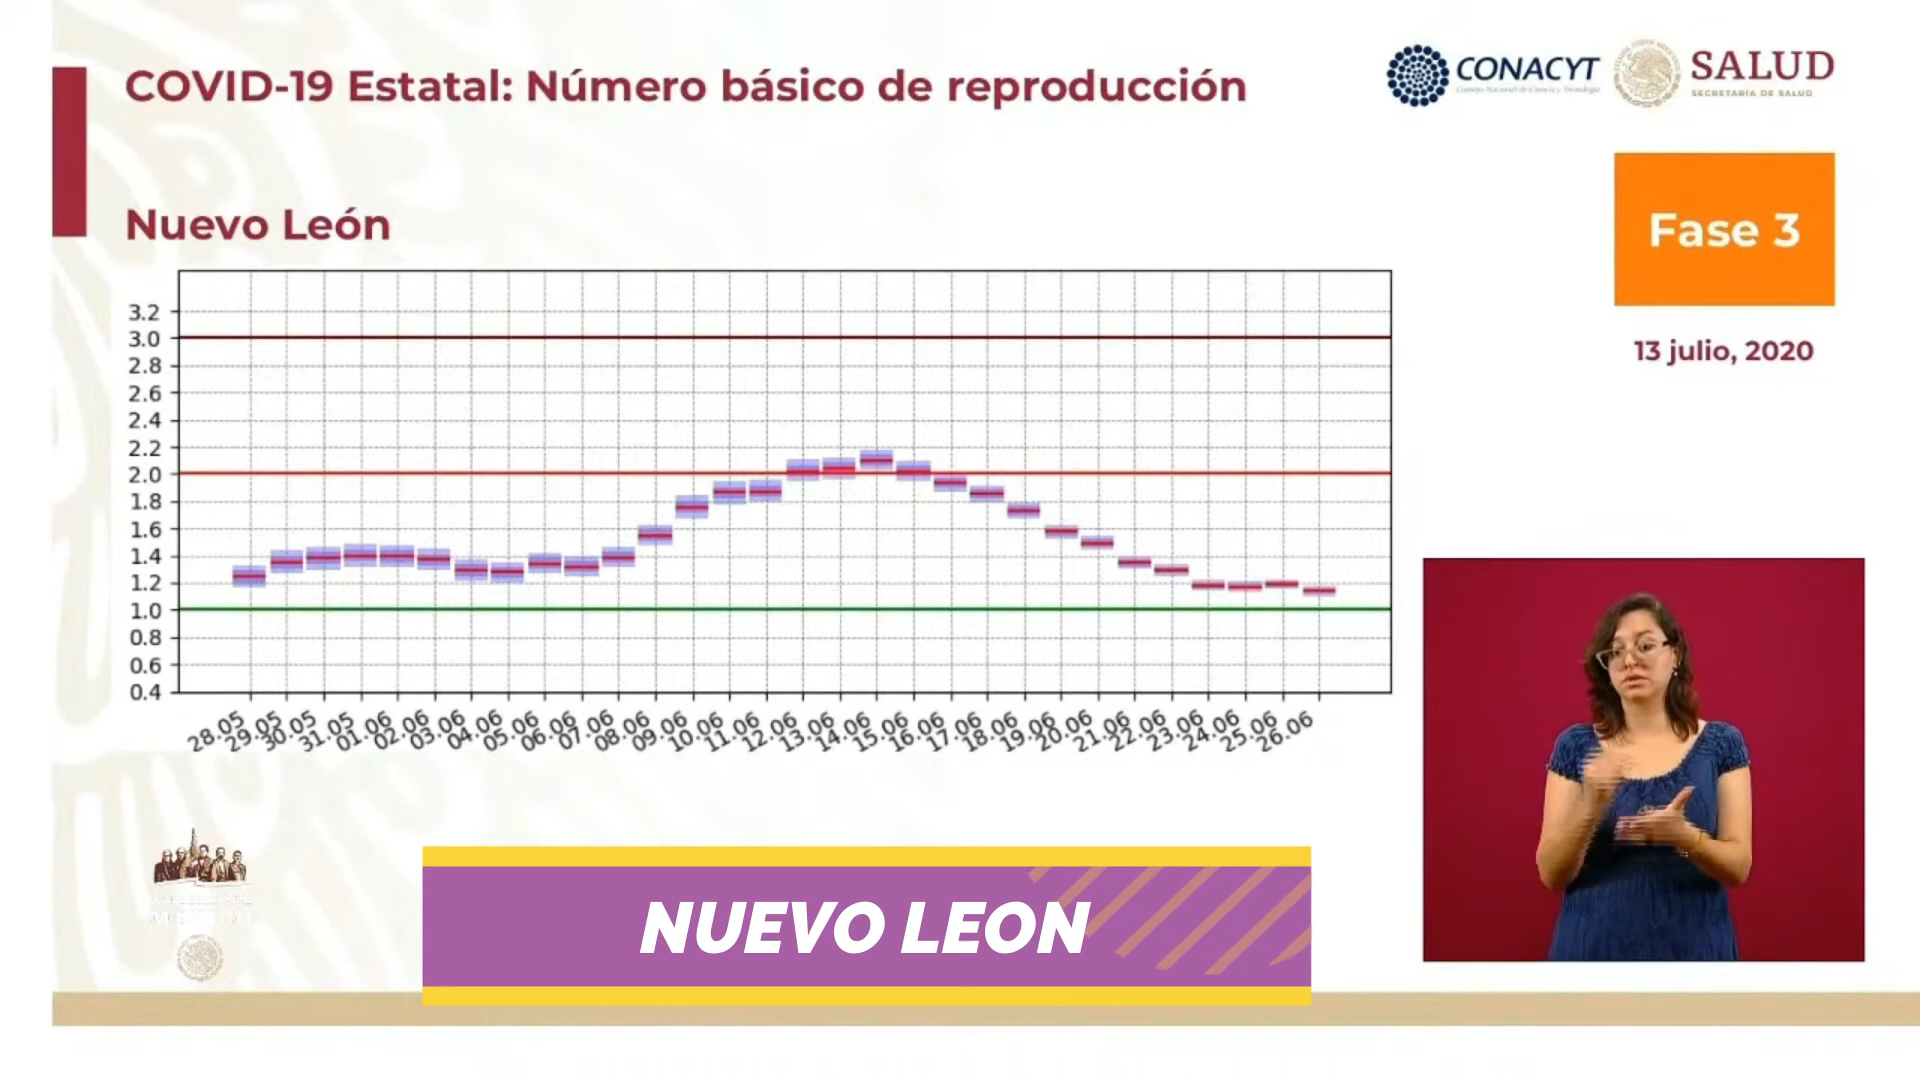 COVID-19 Estatal: Número básico de reproducción
CONACYT
Consejo Nacional de Ciencia y Tecnología
SALUD
SECRETARÍA DE SALUD
Nuevo León
Fase 3
13 julio, 2020
3.2
3.0
2.8
2.6
2.4
2.2
2.0
1.8
1.6
1.4
1.2
1.0
0.8
0.6
0.4
28.05 29.05 30.05 31.05 01.06 02.06 03.06 04.06 05.06 06.06 07.06 08.06 09.06 10.06 11.06 12.06 13.06 14.06 15.06 16.06 17.06 18.06 19.06 20.06 21.06 22.06 23.06 24.06 25.06 26.06
NUEVO LEON